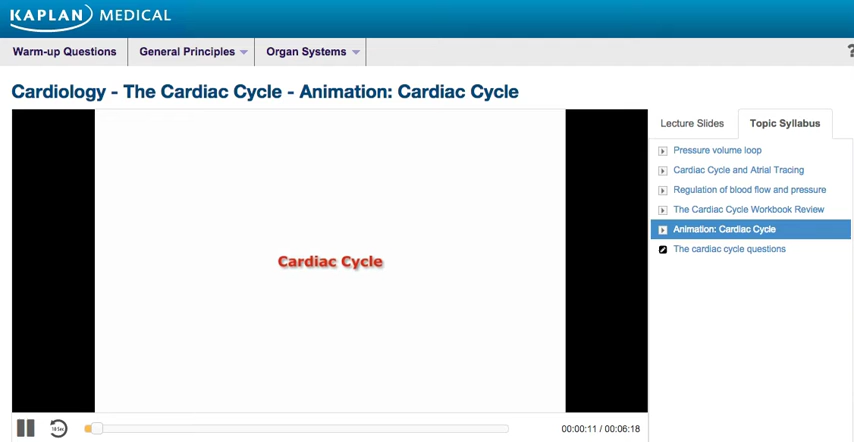 KAPLAN MEDICAL
Warm-up Questions General Principles Organ Systems ?
Cardiology - The Cardiac Cycle - Animation: Cardiac Cycle
Lecture Slides Topic Syllabus
Pressure volume loop
Cardiac Cycle and Atrial Tracing
Regulation of blood flow and pressure
The Cardiac Cycle Workbook Review
Animation: Cardiac Cycle
The cardiac cycle questions
Cardiac Cycle
10 Sec
00:00:11 / 00:06:18